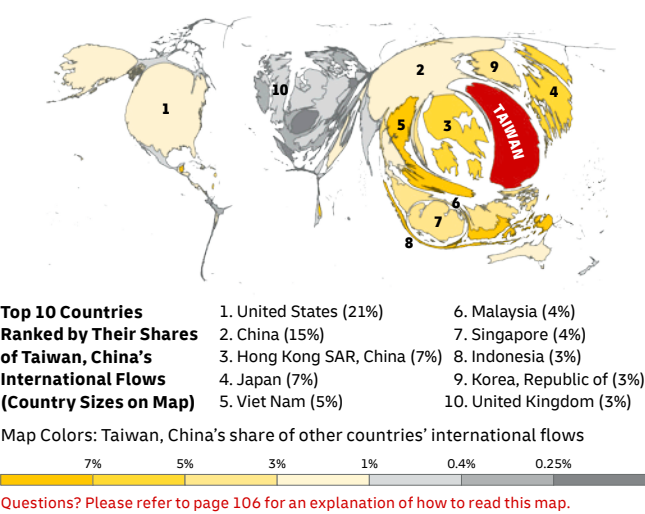 1
10
2
9
4
3
5
TAIWAN
6
7
8
Top 10 Countries
Ranked by Their Shares
of Taiwan, China's
International Flows
(Country Sizes on Map)
1. United States (21%)
2. China (15%)
3. Hong Kong SAR, China (7%)
4. Japan (7%)
5. Viet Nam (5%)
6. Malaysia (4%)
7. Singapore (4%)
8. Indonesia (3%)
9. Korea, Republic of (3%)
10. United Kingdom (3%)
Map Colors: Taiwan, China's share of other countries' international flows
7% 5% 3% 1% 0.4% 0.25%
Questions? Please refer to page 106 for an explanation of how to read this map.